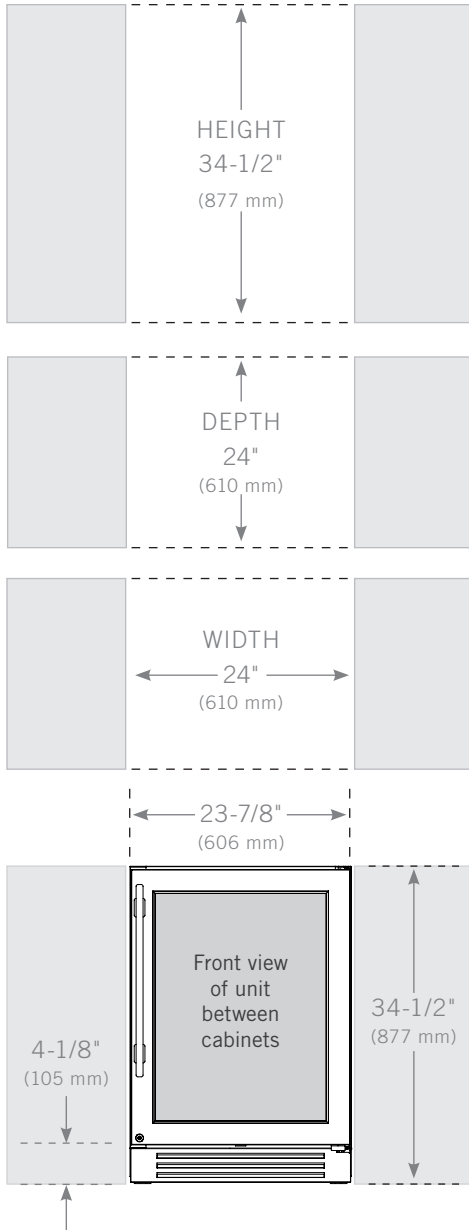 HEIGHT
34-1/2"
(877 mm)
DEPTH
24"
(610 mm)
WIDTH
24"
(610 mm)
23-7/8"
(606 mm)
Front view
of unit
between
cabinets
34-1/2"
(877 mm)
4-1/8"
(105 mm)